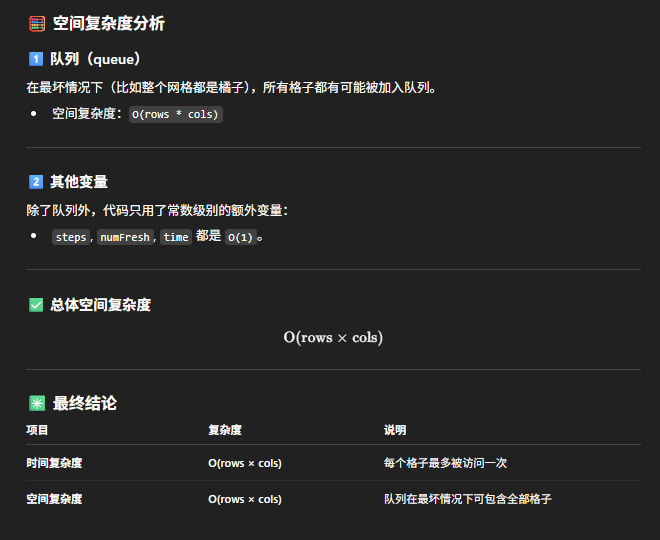 🧮 空间复杂度分析
1️⃣ 队列（queue）
在最坏情况下（比如整个网格都是橘子），所有格子都有可能被加入队列。
• 空间复杂度：O(rows * cols)
2️⃣ 其他变量
除了队列外，代码只用了常数级别的额外变量：
• steps, numFresh, time 都是 O(1)。
✅ 总体空间复杂度
O(rows × cols)
✳️ 最终结论
项目 复杂度 说明
时间复杂度 O(rows × cols) 每个格子最多被访问一次
空间复杂度 O(rows × cols) 队列在最坏情况下可包含全部格子